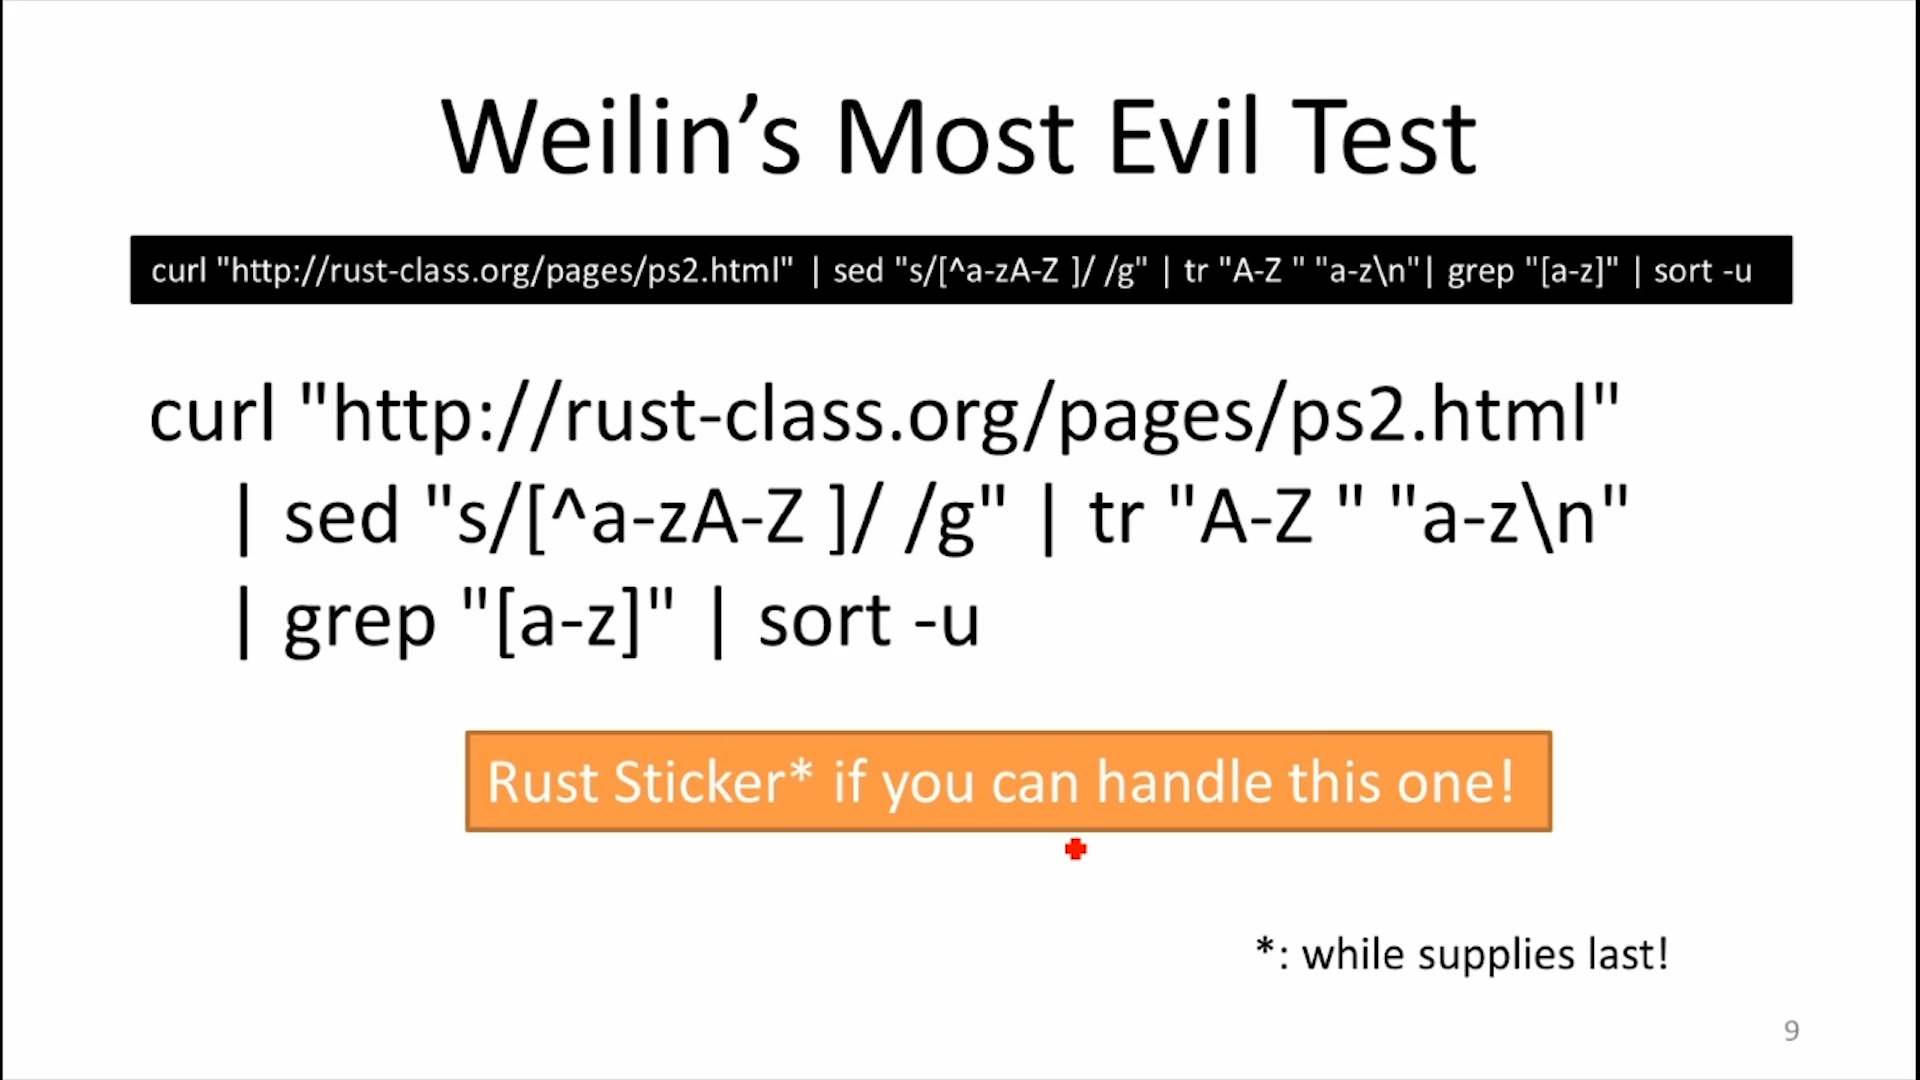 Weilin’s Most Evil Test
curl "http://rust-class.org/pages/ps2.html" | sed "s/[^a-zA-Z ]/ /g" | tr "A-Z " "a-z\n"| grep "[a-z]" | sort -u
curl "http://rust-class.org/pages/ps2.html"
| sed "s/[^a-zA-Z ]/ /g" | tr "A-Z " "a-z\n"
| grep "[a-z]" | sort -u
Rust Sticker* if you can handle this one!
*: while supplies last!
9